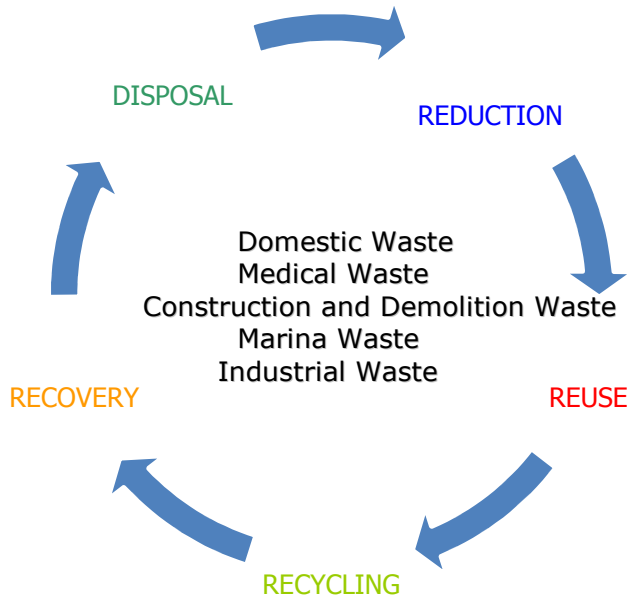 DISPOSAL
REDUCTION
Domestic Waste
Medical Waste
Construction and Demolition Waste
Marina Waste
Industrial Waste
RECOVERY
REUSE
RECYCLING